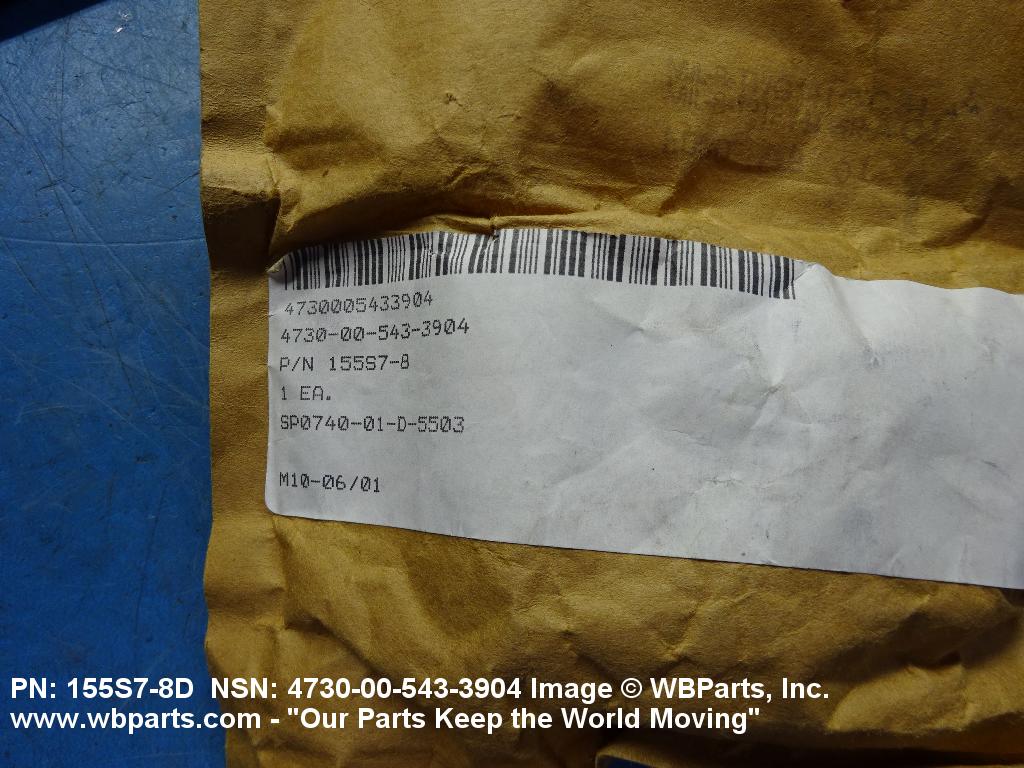 4730005433904
4730-00-543-3904
P/N 155S7-8
1 EA.
SP0740-01-D-5503
M10-06/01
PN: 155S7-8D  NSN: 4730-00-543-3904 Image © WBParts, Inc.
www.wbparts.com - "Our Parts Keep the World Moving"